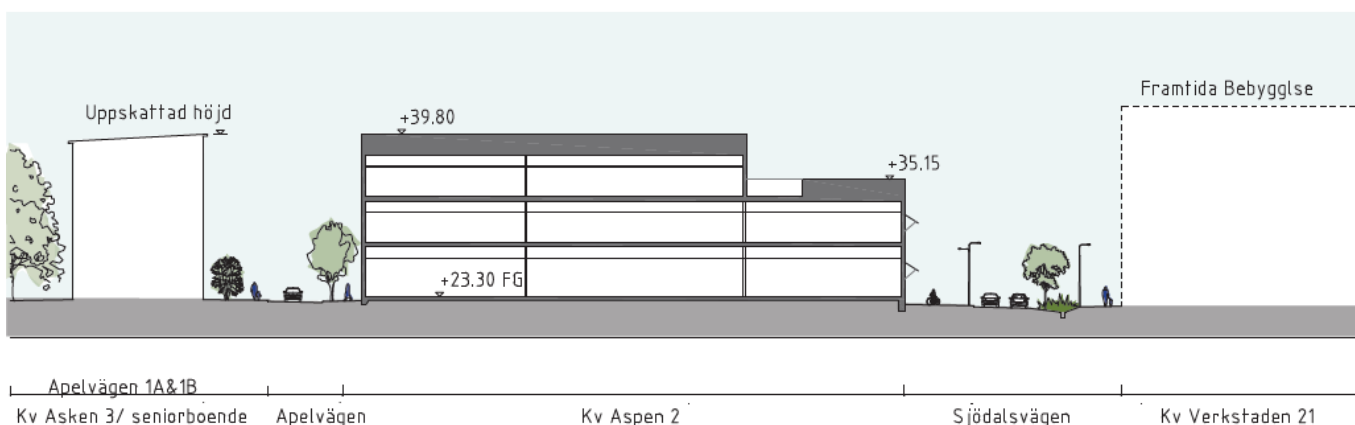 Framtida Bebygglse
Uppskattad höjd
+39.80
+35.15
+23.30 FG
Apelvägen 1A&1B
Kv Asken 3/ seniorboende
Apelvägen
Kv Aspen 2
Sjödalsvägen
Kv Verkstaden 21